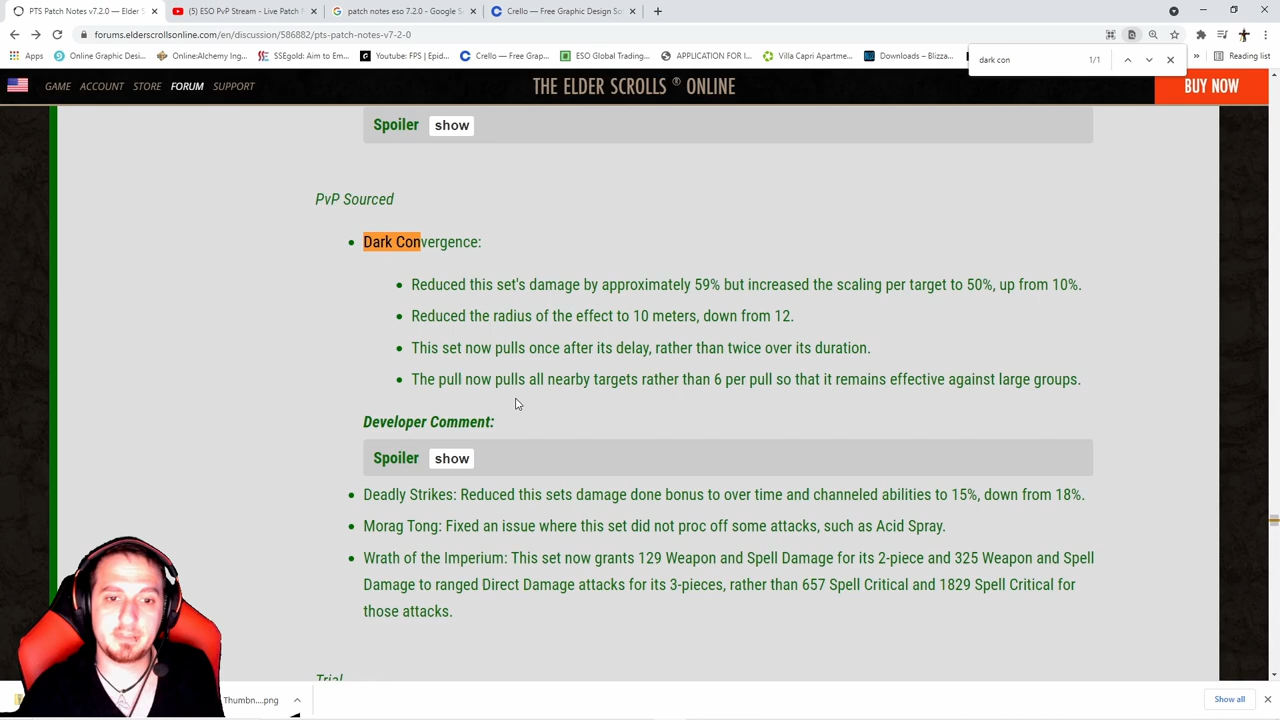 PTS Patch Notes v7.2.0 — Elder S
(5) ESO PvP Stream - Live Patch N
patch notes eso 7.2.0 - Google S
Crello — Free Graphic Design So
forums.elderscrollsonline.com/en/discussion/586882/pts-patch-notes-v7-2-0
Apps
Online Graphic Desi...
Online:Alchemy Ing...
SSEgold: Aim to Em...
Youtube: FPS | Epid...
Crello — Free Grap...
ESO Global Trading...
APPLICATION FOR I...
Villa Capri Apartme...
Downloads – Blizza...
»
Reading list
dark con
1/1
GAME ACCOUNT STORE FORUM SUPPORT
THE ELDER SCROLLS ® ONLINE
BUY NOW
Spoiler show
PvP Sourced
Dark Convergence:
Reduced this set's damage by approximately 59% but increased the scaling per target to 50%, up from 10%.
Reduced the radius of the effect to 10 meters, down from 12.
This set now pulls once after its delay, rather than twice over its duration.
The pull now pulls all nearby targets rather than 6 per pull so that it remains effective against large groups.
Developer Comment:
Spoiler show
Deadly Strikes: Reduced this sets damage done bonus to over time and channeled abilities to 15%, down from 18%.
Morag Tong: Fixed an issue where this set did not proc off some attacks, such as Acid Spray.
Wrath of the Imperium: This set now grants 129 Weapon and Spell Damage for its 2-piece and 325 Weapon and Spell
Damage to ranged Direct Damage attacks for its 3-pieces, rather than 657 Spell Critical and 1829 Spell Critical for
those attacks.
Trial
Thumbn....png
Show all